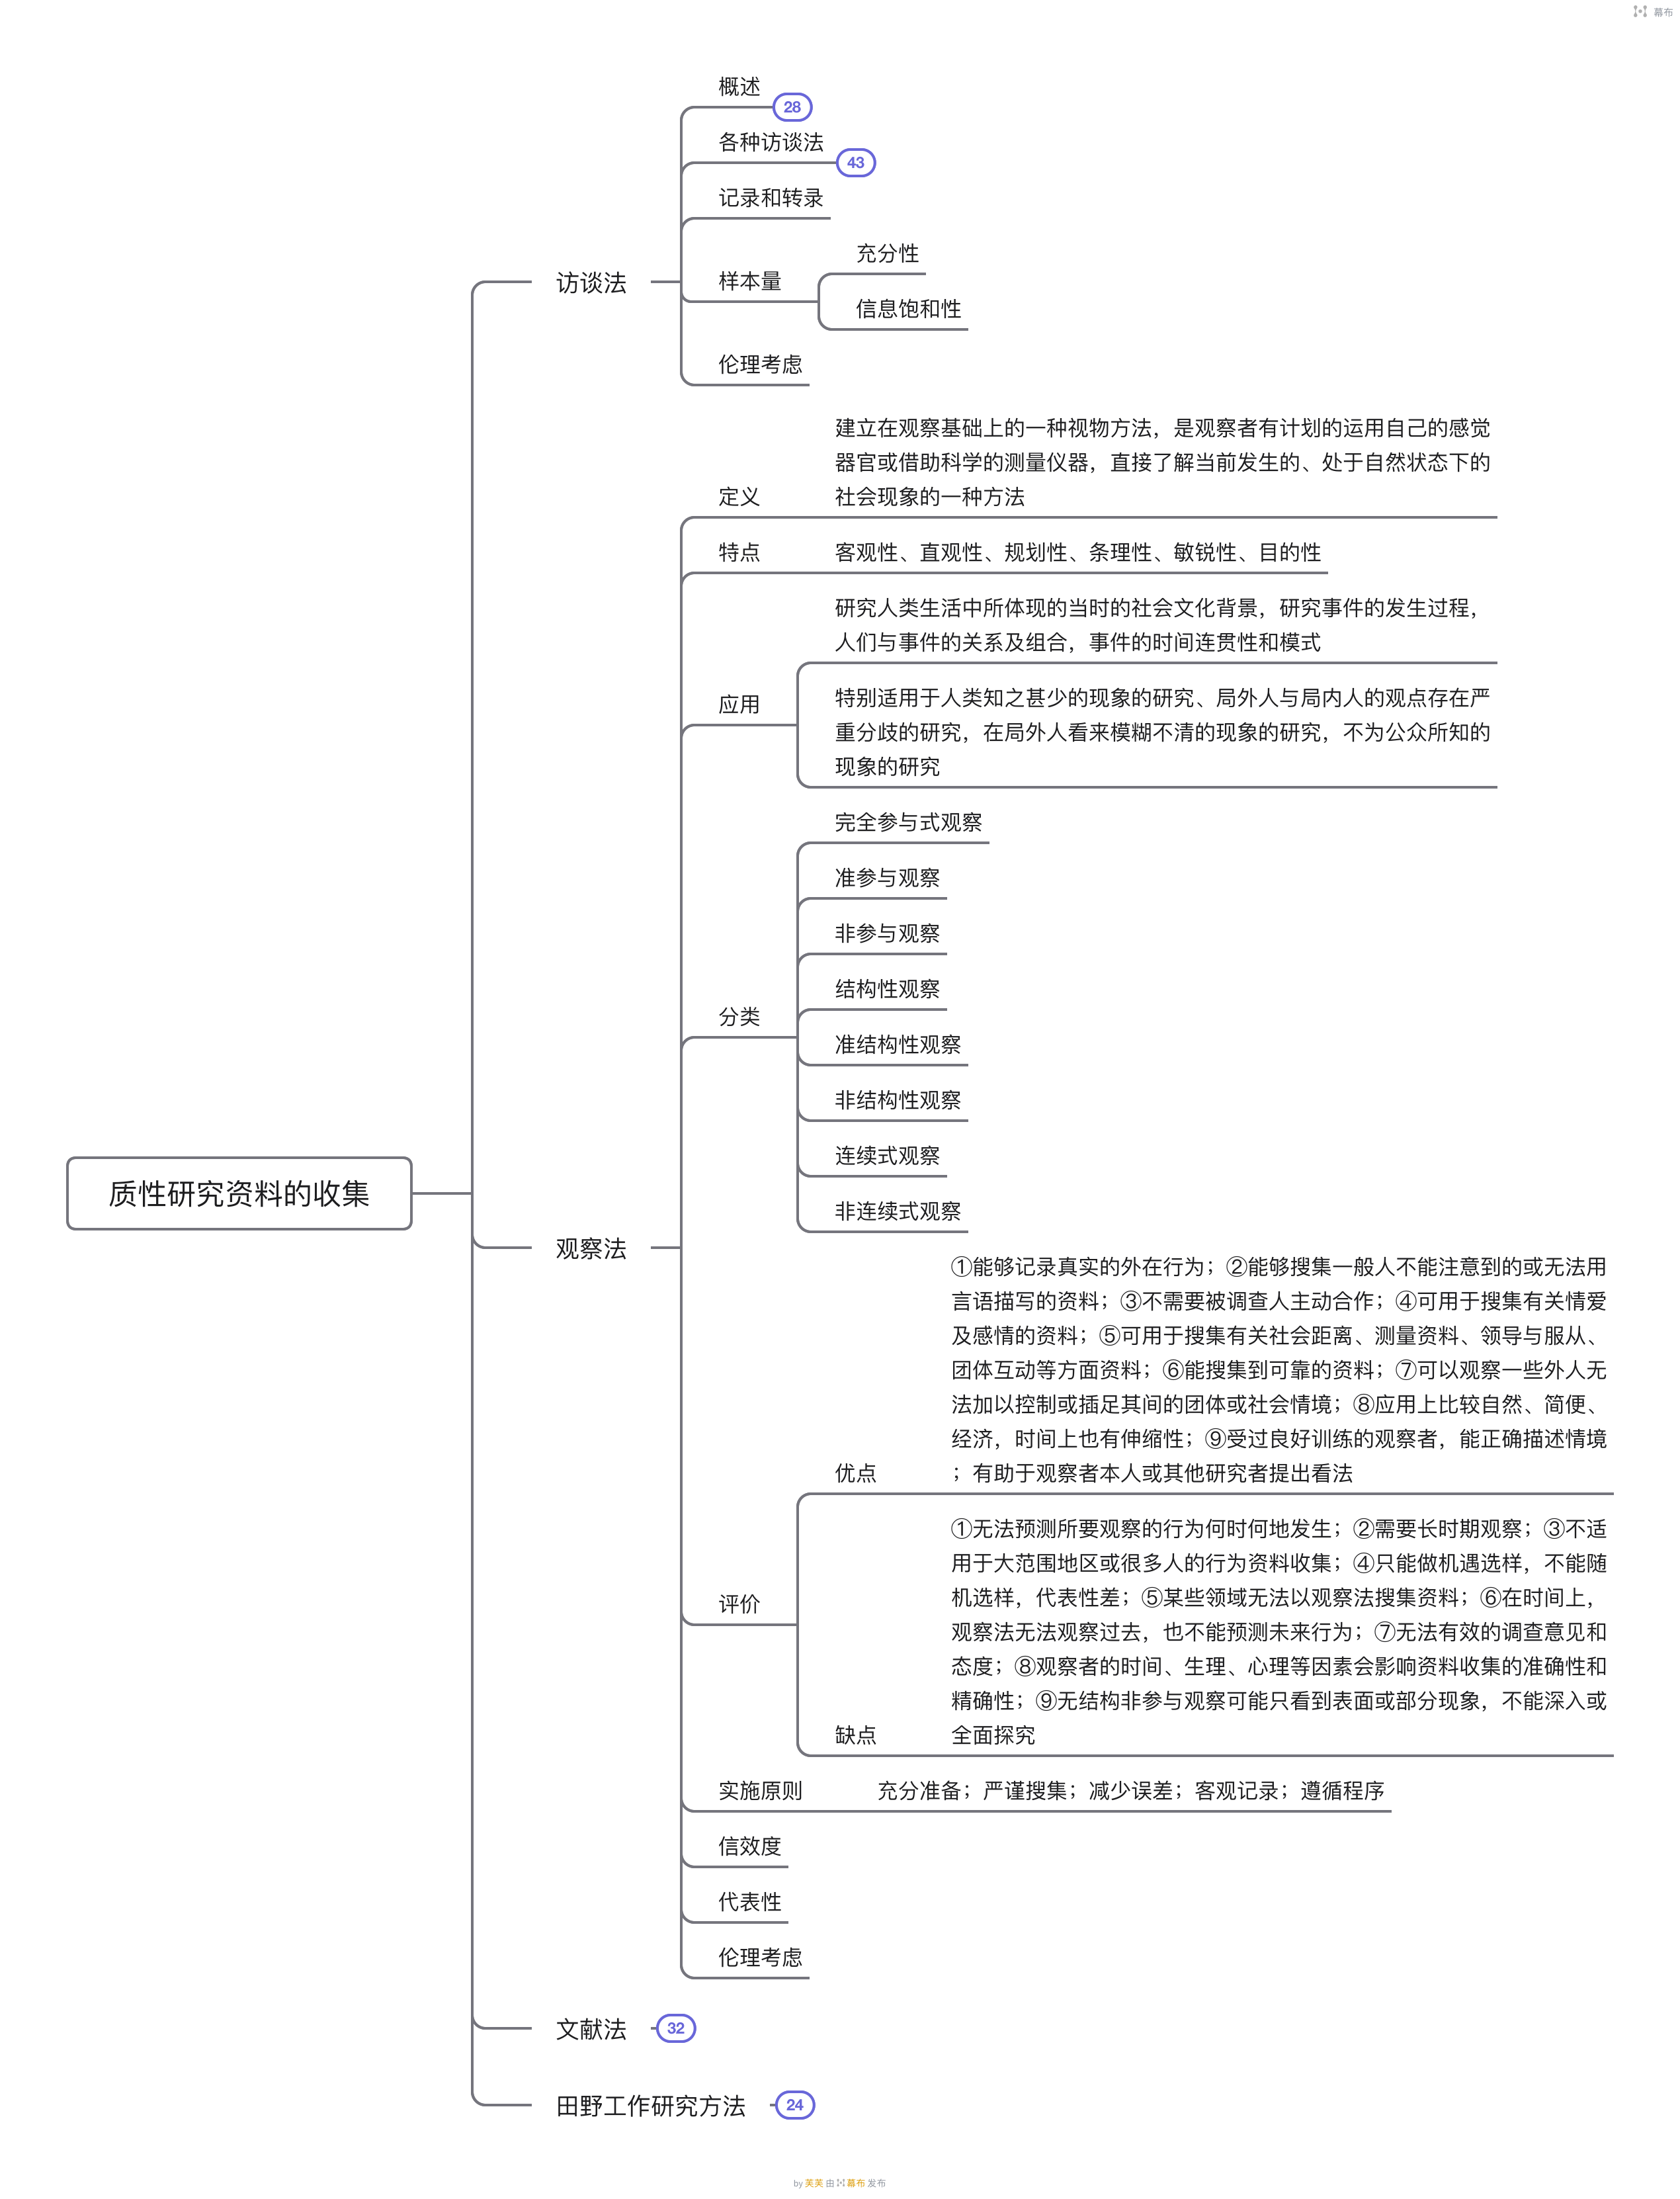 幕布
概述
28
各种访谈法
43
记录和转录
充分性
样本量
信息饱和性
访谈法
伦理考虑
建立在观察基础上的一种视物方法，是观察者有计划的运用自己的感觉
器官或借助科学的测量仪器，直接了解当前发生的、处于自然状态下的
定义
社会现象的一种方法
特点
客观性、直观性、规划性、条理性、敏锐性、目的性
研究人类生活中所体现的当时的社会文化背景，研究事件的发生过程，
人们与事件的关系及组合，事件的时间连贯性和模式
应用
特别适用于人类知之甚少的现象的研究、局外人与局内人的观点存在严
重分歧的研究，在局外人看来模糊不清的现象的研究，不为公众所知的
现象的研究
完全参与式观察
准参与观察
非参与观察
结构性观察
分类
准结构性观察
非结构性观察
连续式观察
非连续式观察
质性研究资料的收集
观察法
①能够记录真实的外在行为；②能够搜集一般人不能注意到的或无法用
言语描写的资料；③不需要被调查人主动合作；④可用于搜集有关情爱
及感情的资料；⑤可用于搜集有关社会距离、测量资料、领导与服从、
团体互动等方面资料；⑥能搜集到可靠的资料；⑦可以观察一些外人无
法加以控制或插足其间的团体或社会情境；⑧应用上比较自然、简便、
经济，时间上也有伸缩性；⑨受过良好训练的观察者，能正确描述情境
优点
；有助于观察者本人或其他研究者提出看法
评价
①无法预测所要观察的行为何时何地发生；②需要长时期观察；③不适
用于大范围地区或很多人的行为资料收集；④只能做机遇选样，不能随
机选样，代表性差；⑤某些领域无法以观察法搜集资料；⑥在时间上，
观察法无法观察过去，也不能预测未来行为；⑦无法有效的调查意见和
态度；⑧观察者的时间、生理、心理等因素会影响资料收集的准确性和
精确性；⑨无结构非参与观察可能只看到表面或部分现象，不能深入或
缺点
全面探究
实施原则
充分准备；严谨搜集；减少误差；客观记录；遵循程序
信效度
代表性
伦理考虑
文献法
32
田野工作研究方法
24
by 芙芙 由 幕布 发布